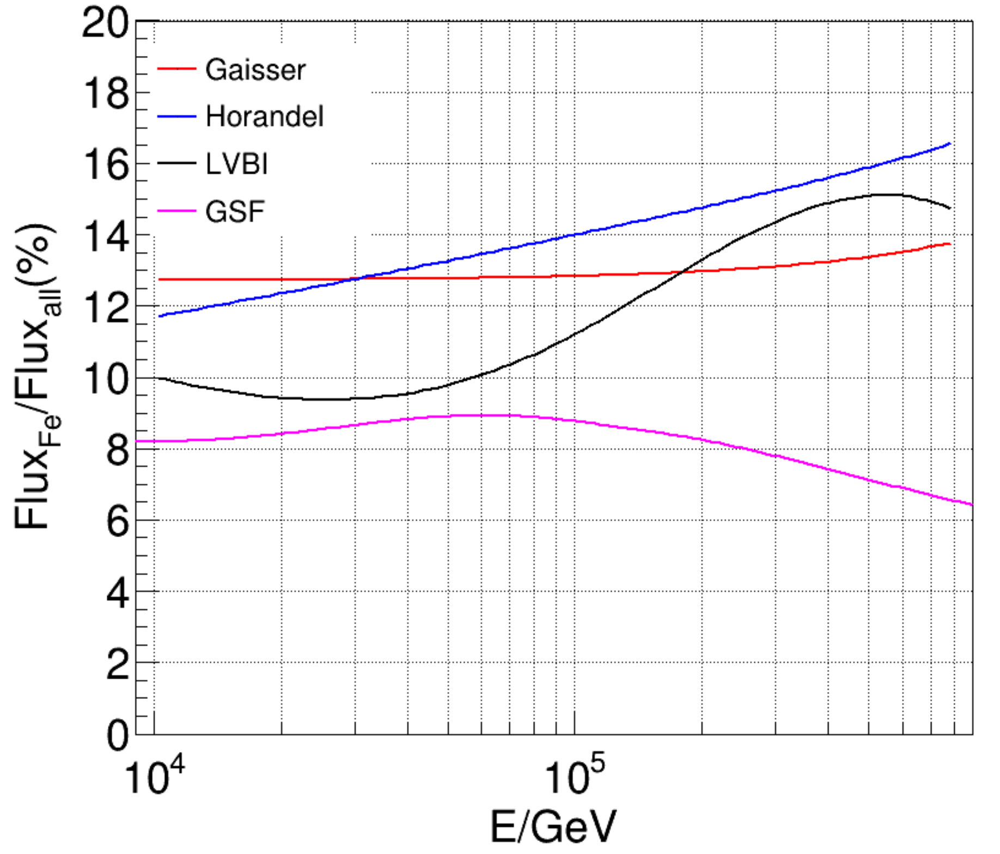 20
18
16
14
12
10
8
6
4
2
0
Gaisser
Horandel
LVBI
GSF
Flux_Fe/Flux_all(%)
10^4
10^5
E/GeV